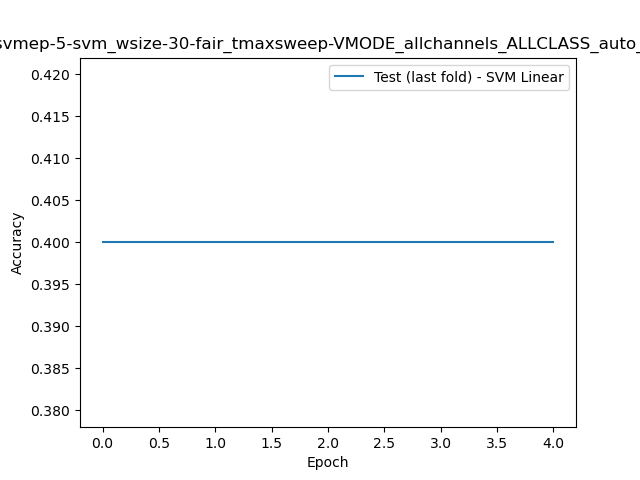 svmep-5-svm_wsize-30-fair_tmaxsweep-VMODE_allchannels_ALLCLASS_auto_
Test (last fold) - SVM Linear
0.420
0.415
0.410
0.405
0.400
0.395
0.390
0.385
0.380
Accuracy
0.0 0.5 1.0 1.5 2.0 2.5 3.0 3.5 4.0
Epoch